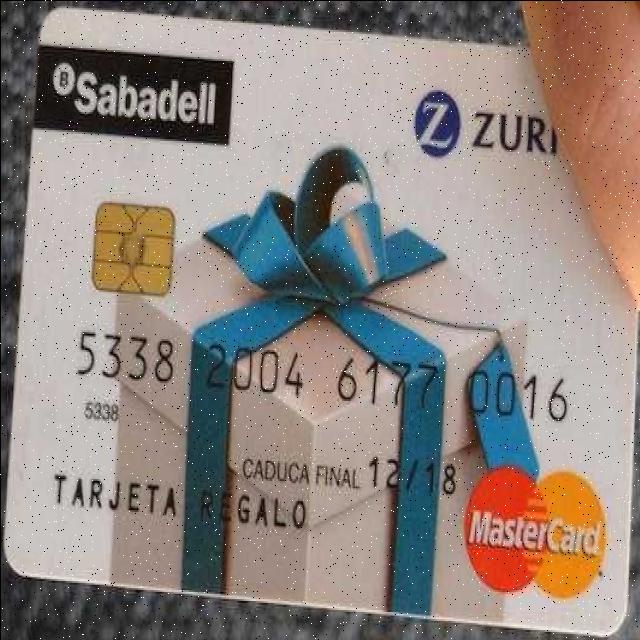 B Sabadell
Z ZURI
5338 2004 6177 0016
5338
CADUCA FINAL 12/18
TARJETA REGALO
MasterCard